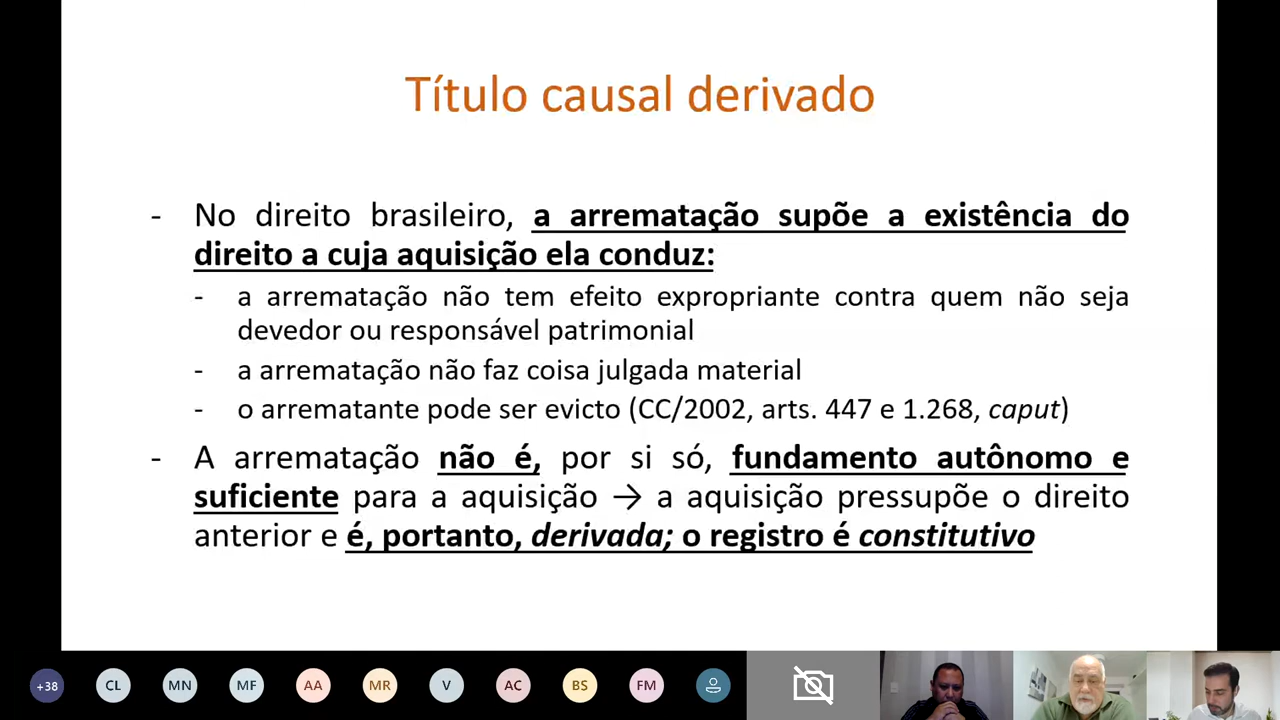 Título causal derivado
- No direito brasileiro, a arrematação supõe a existência do
direito a cuja aquisição ela conduz:
- a arrematação não tem efeito expropriante contra quem não seja
devedor ou responsável patrimonial
- a arrematação não faz coisa julgada material
- o arrematante pode ser evicto (CC/2002, arts. 447 e 1.268, caput)
- A arrematação não é, por si só, fundamento autônomo e
suficiente para a aquisição → a aquisição pressupõe o direito
anterior e é, portanto, derivada; o registro é constitutivo
+38 CL MN MF AA MR V AC BS FM